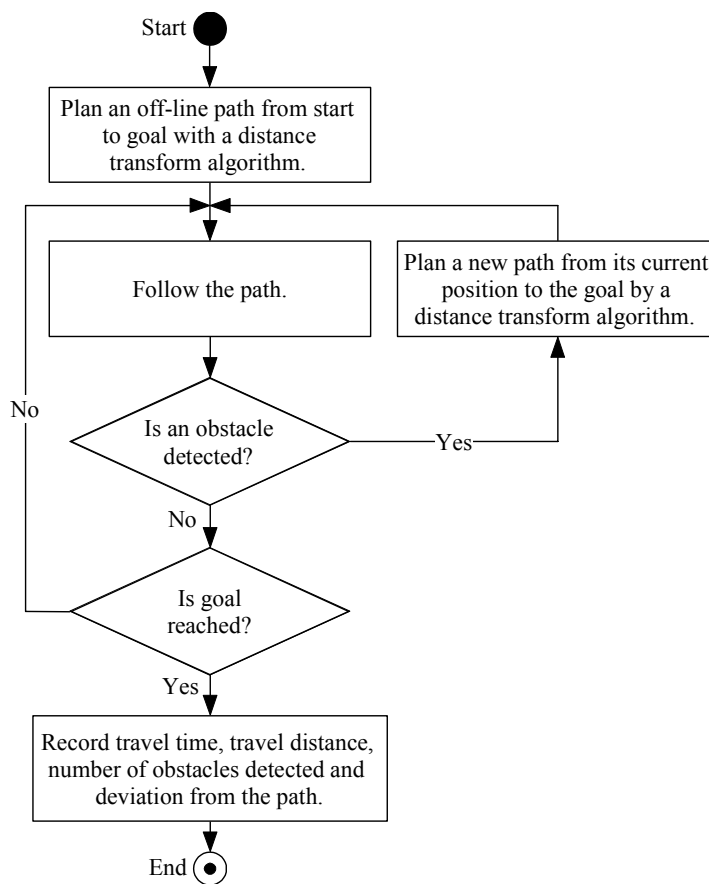 Start
Plan an off-line path from start
to goal with a distance
transform algorithm.
Follow the path.
Plan a new path from its current
position to the goal by a
distance transform algorithm.
No
Is an obstacle
detected?
Yes
No
Is goal
reached?
Yes
Record travel time, travel distance,
number of obstacles detected and
deviation from the path.
End